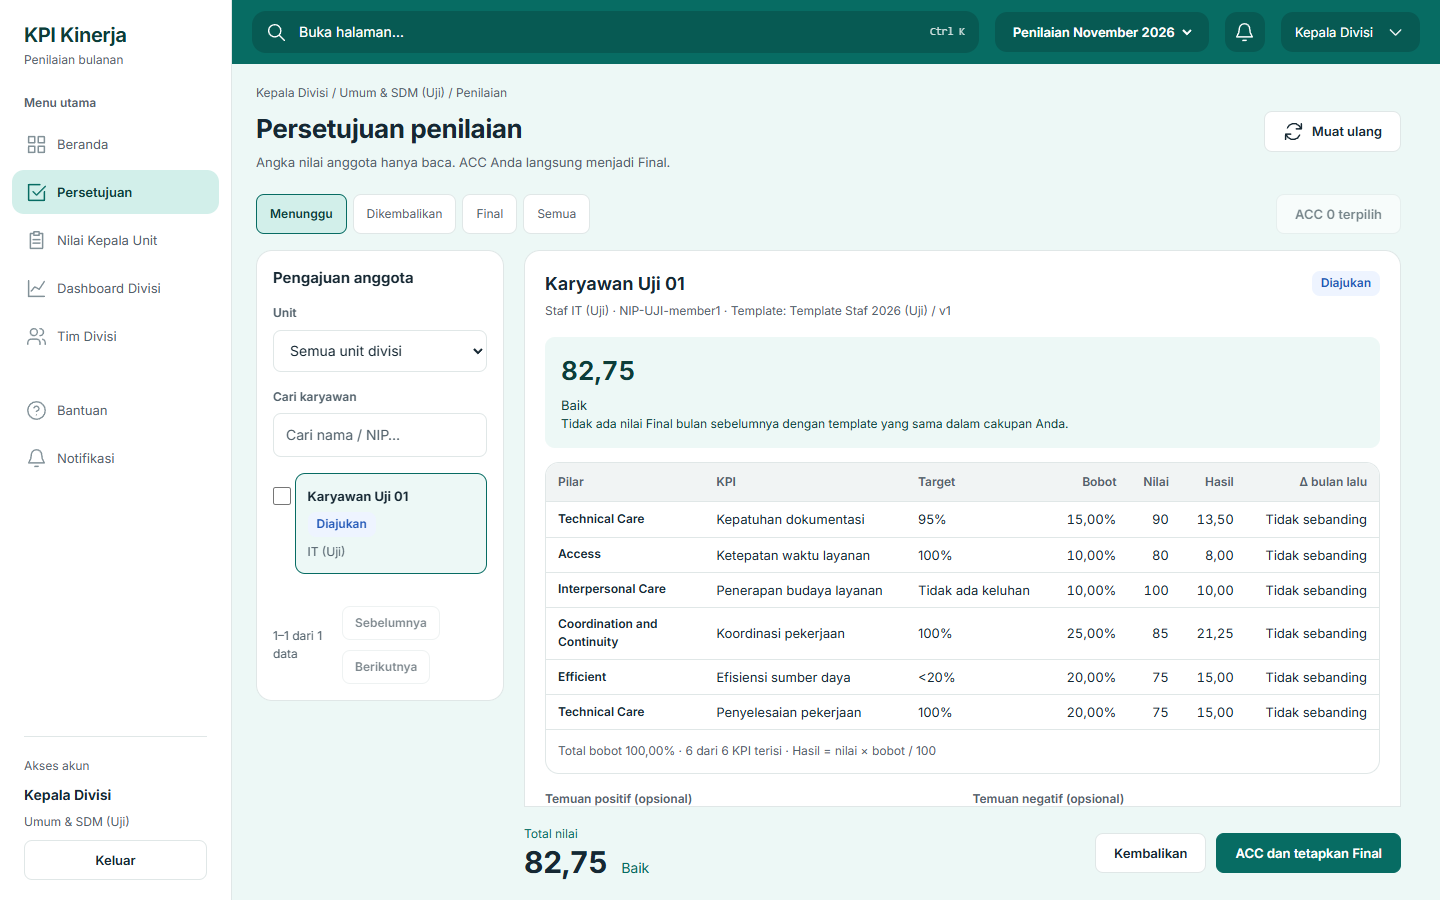 KPI Kinerja
Penilaian bulanan
Menu utama
Beranda
Persetujuan
Nilai Kepala Unit
Dashboard Divisi
Tim Divisi
Bantuan
Notifikasi
Akses akun
Kepala Divisi
Umum & SDM (Uji)
Keluar
Buka halaman...
Ctrl K
Penilaian November 2026
Kepala Divisi
Kepala Divisi / Umum & SDM (Uji) / Penilaian
Persetujuan penilaian
Angka nilai anggota hanya baca. ACC Anda langsung menjadi Final.
Muat ulang
Menunggu
Dikembalikan
Final
Semua
ACC 0 terpilih
Pengajuan anggota
Unit
Semua unit divisi
Cari karyawan
Cari nama / NIP...
Karyawan Uji 01
Diajukan
IT (Uji)
1–1 dari 1
data
Sebelumnya
Berikutnya
Karyawan Uji 01
Diajukan
Staf IT (Uji) · NIP-UJI-member1 · Template: Template Staf 2026 (Uji) / v1
82,75
Baik
Tidak ada nilai Final bulan sebelumnya dengan template yang sama dalam cakupan Anda.
Pilar KPI Target Bobot Nilai Hasil Δ bulan lalu
Technical Care Kepatuhan dokumentasi 95% 15,00% 90 13,50 Tidak sebanding
Access Ketepatan waktu layanan 100% 10,00% 80 8,00 Tidak sebanding
Interpersonal Care Penerapan budaya layanan Tidak ada keluhan 10,00% 100 10,00 Tidak sebanding
Coordination and
Continuity Koordinasi pekerjaan 100% 25,00% 85 21,25 Tidak sebanding
Efficient Efisiensi sumber daya <20% 20,00% 75 15,00 Tidak sebanding
Technical Care Penyelesaian pekerjaan 100% 20,00% 75 15,00 Tidak sebanding
Total bobot 100,00% · 6 dari 6 KPI terisi · Hasil = nilai × bobot / 100
Temuan positif (opsional)
Temuan negatif (opsional)
Total nilai
82,75 Baik
Kembalikan
ACC dan tetapkan Final